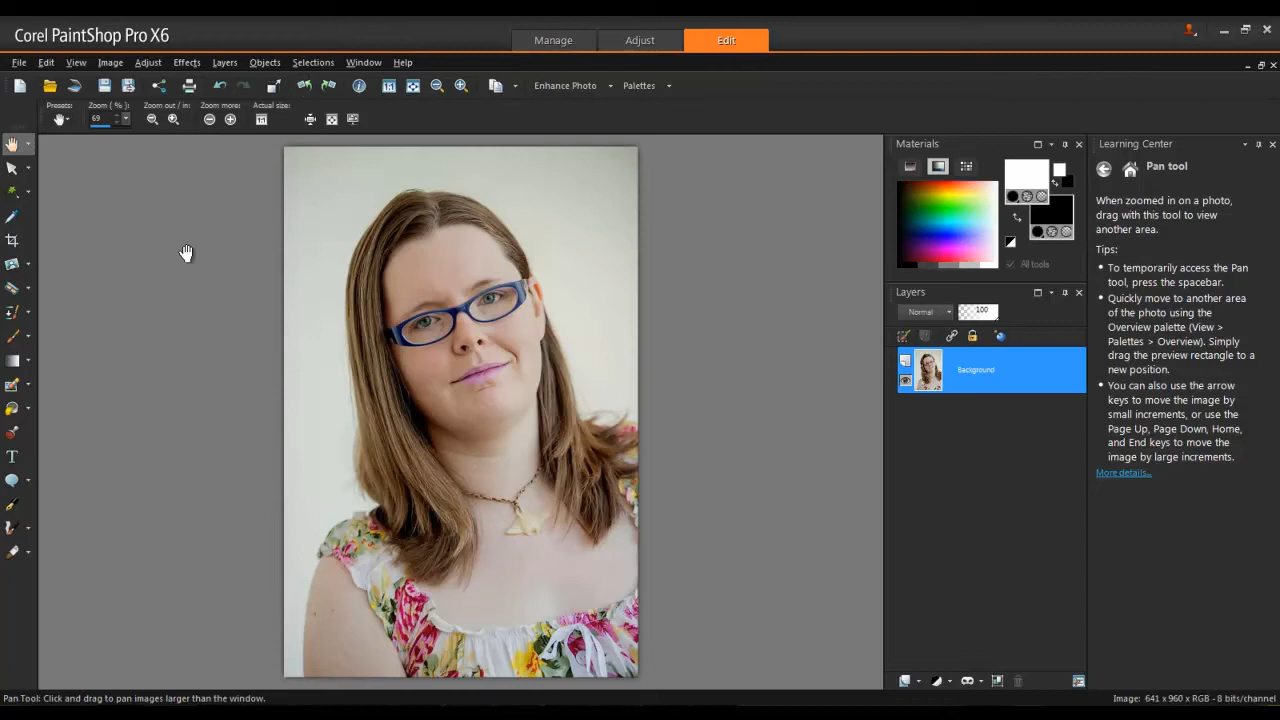 Corel PaintShop Pro X6
Manage Adjust Edit
File Edit View Image Adjust Effects Layers Objects Selections Window Help
Enhance Photo Palettes
Presets: Zoom ( % ): Zoom out / in: Zoom more: Actual size:
69
Materials
All tools
Layers
Normal 100
Background
Learning Center
Pan tool
When zoomed in on a photo,
drag with this tool to view
another area.
Tips:
• To temporarily access the Pan
tool, press the spacebar.
• Quickly move to another area
of the photo using the
Overview palette (View >
Palettes > Overview). Simply
drag the preview rectangle to a
new position.
• You can also use the arrow
keys to move the image by
small increments, or use the
Page Up, Page Down, Home,
and End keys to move the
image by large increments.
More details...
Pan Tool: Click and drag to pan images larger than the window.
Image: 641 x 960 x RGB - 8 bits/channel